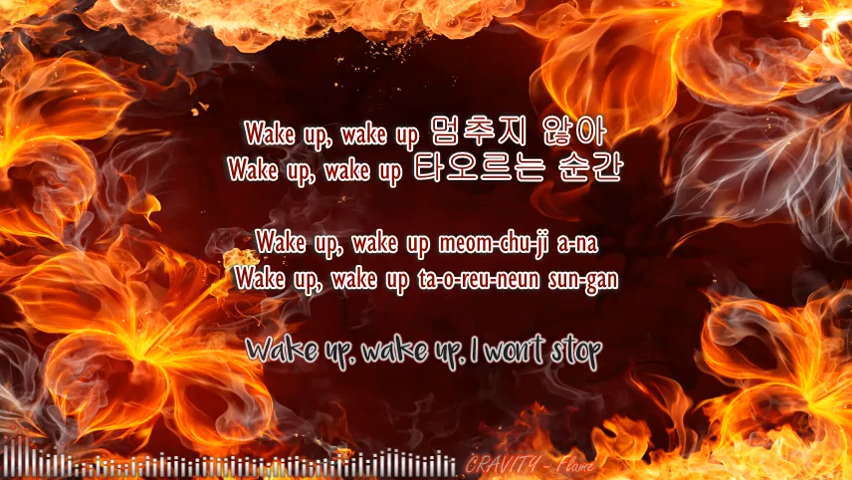 Wake up, wake up 멈추지 않아
Wake up, wake up 타오르는 순간
Wake up, wake up meom-chu-ji a-na
Wake up, wake up ta-o-reu-neun sun-gan
Wake up, wake up, I won't stop
CRAVITY - Flame